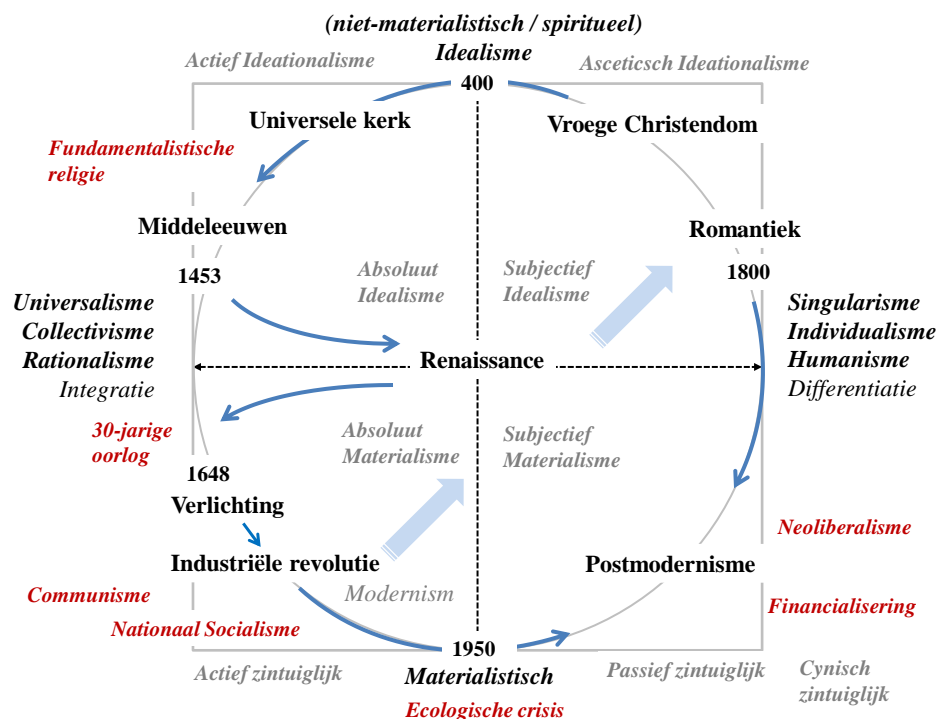 (niet-materialistisch / spiritueel)
Idealisme
Actief Ideationalisme
Asceticsch Ideationalisme
400
Universele kerk
Vroege Christendom
Fundamentalistische
religie
Middeleeuwen
Romantiek
1453
Absoluut
Idealisme
Subjectief
Idealisme
1800
Universalisme
Collectivisme
Rationalisme
Integratie
Renaissance
Singularisme
Individualisme
Humanisme
Differentiatie
30-jarige
oorlog
Absoluut
Materialisme
Subjectief
Materialisme
1648
Verlichting
Neoliberalisme
Industriële revolutie
Postmodernisme
Communisme
Modernism
Financialisering
Nationaal Socialisme
1950
Actief zintuiglijk
Materialistisch
Passief zintuiglijk
Cynisch
zintuiglijk
Ecologische crisis